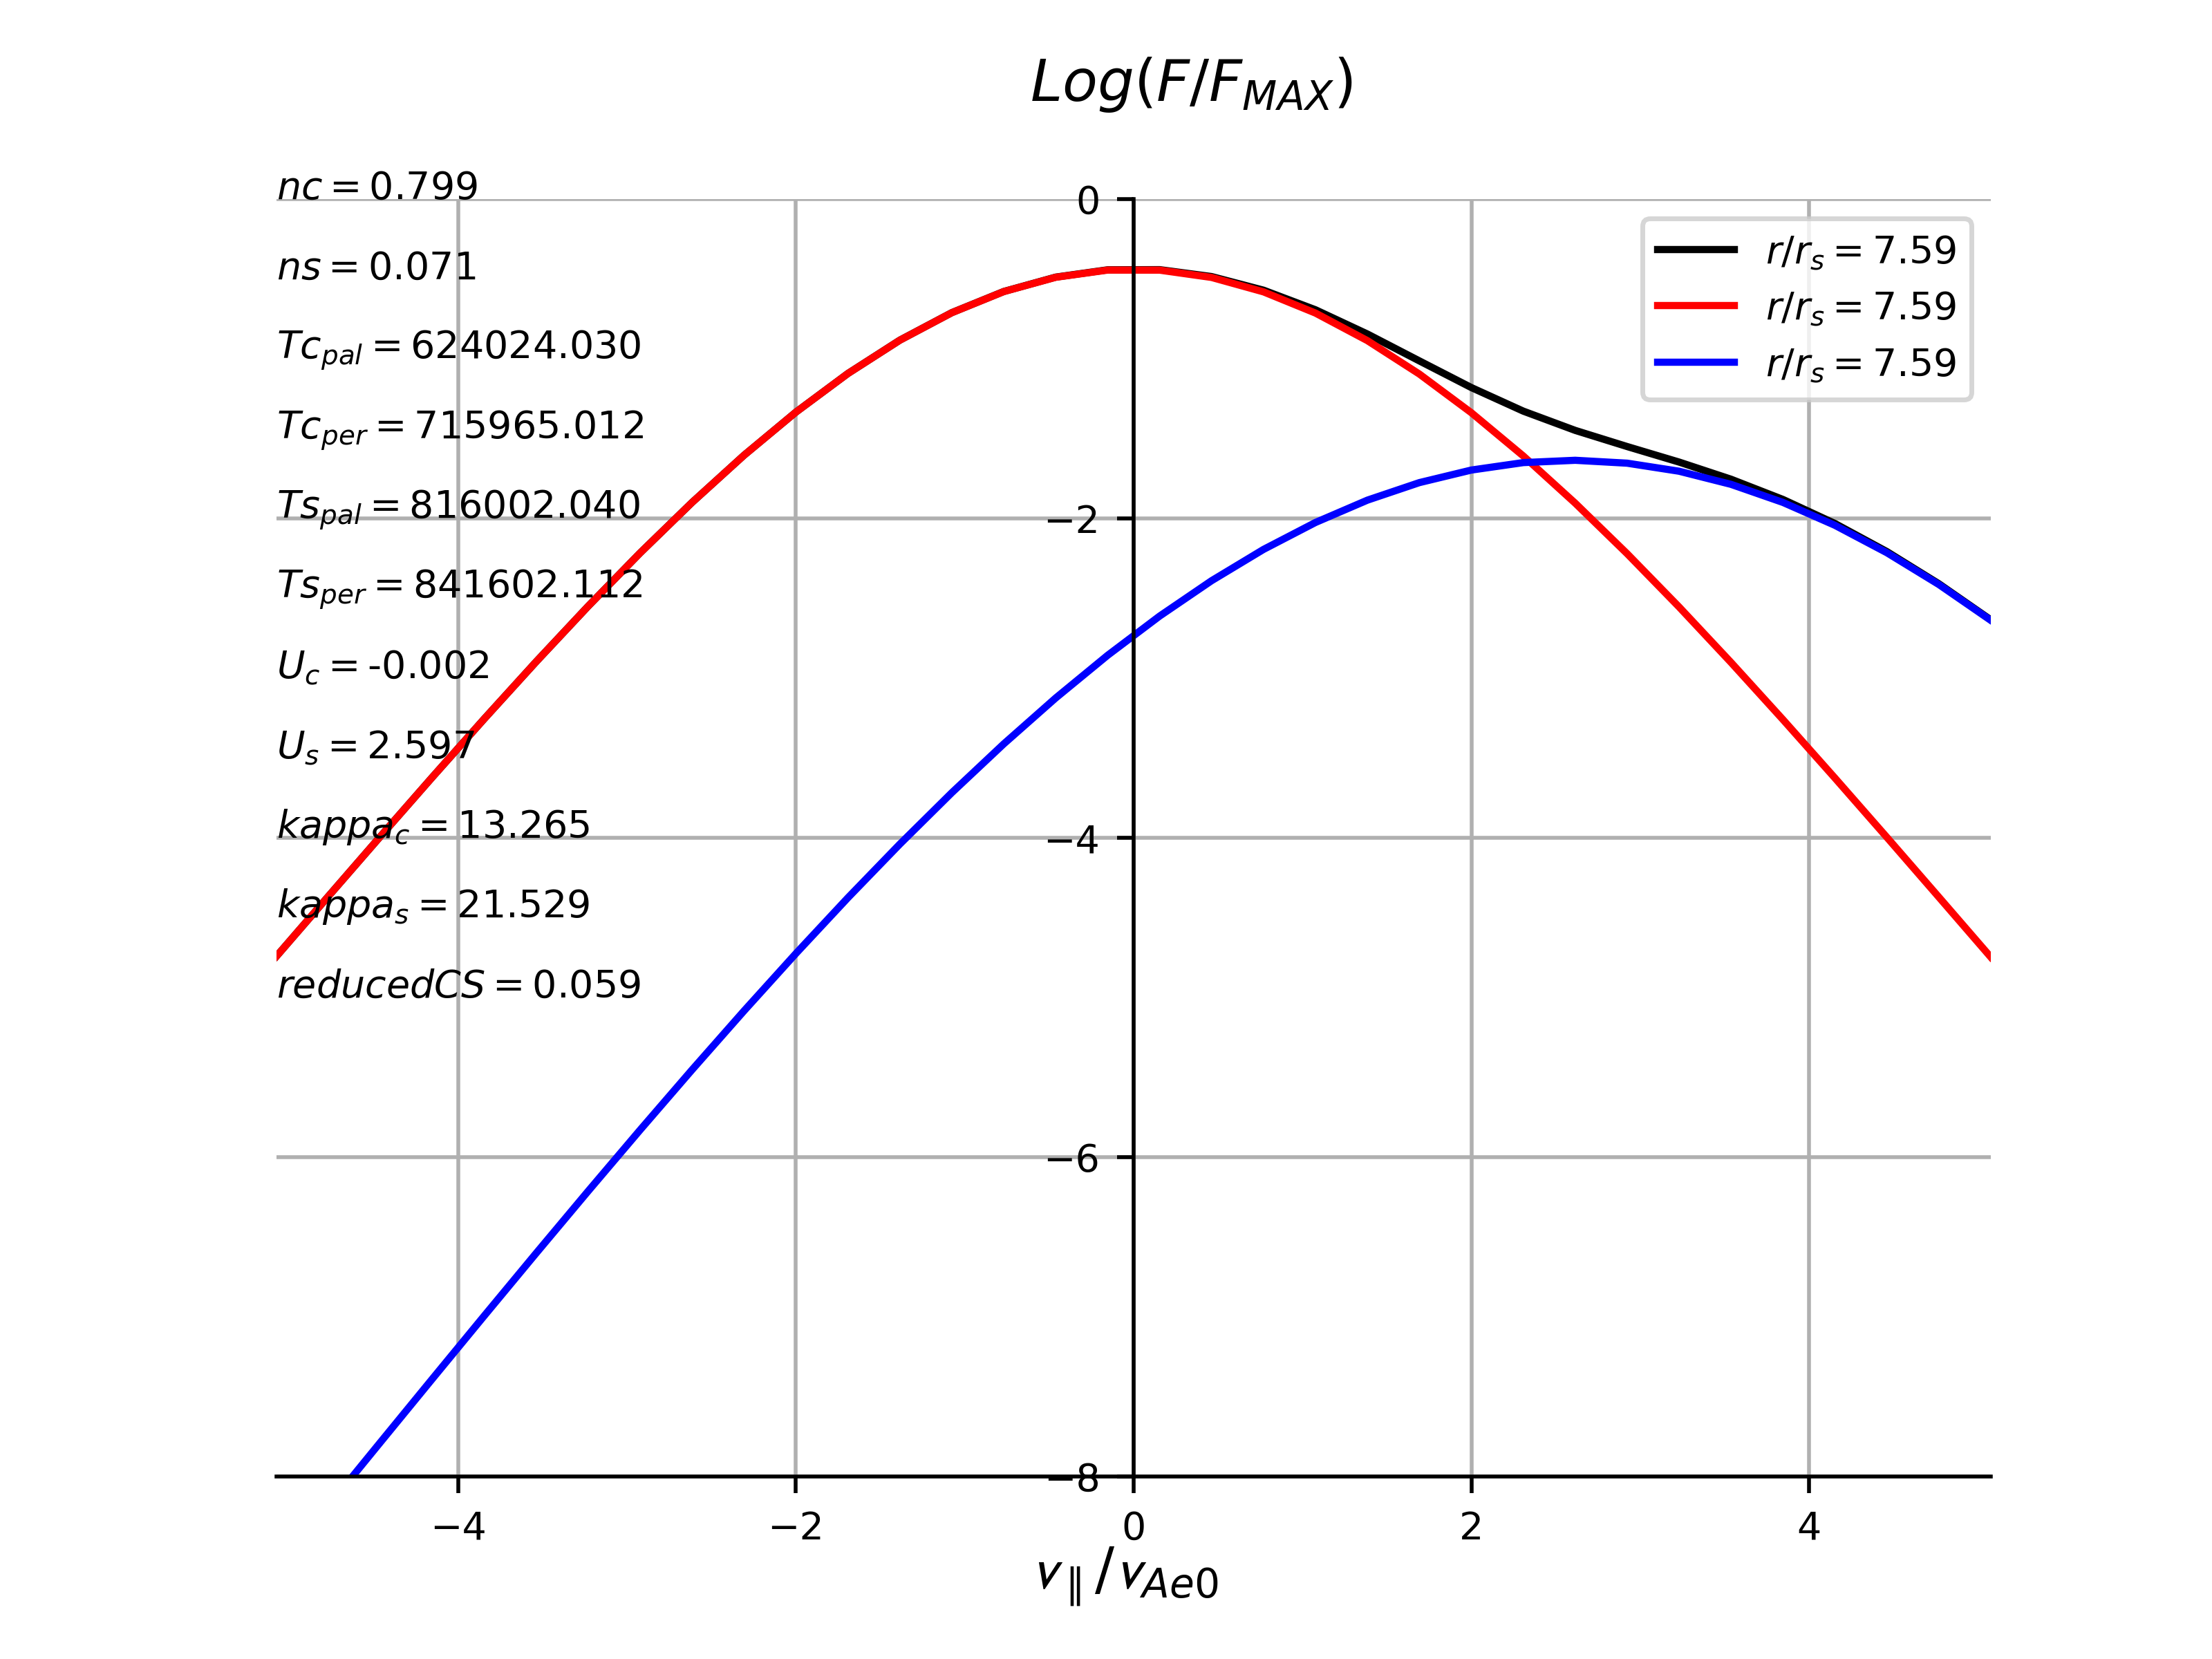 Log(F/F_MAX)
nc = 0.799
ns = 0.071
Tc_pal = 624024.030
Tc_per = 715965.012
Ts_pal = 816002.040
Ts_per = 841602.112
U_c = -0.002
U_s = 2.597
kappa_c = 13.265
kappa_s = 21.529
reducedCS = 0.059
0
−2
−4
−6
−8
r/r_s = 7.59
r/r_s = 7.59
r/r_s = 7.59
−4 −2 0 2 4
v_∥/v_Ae0